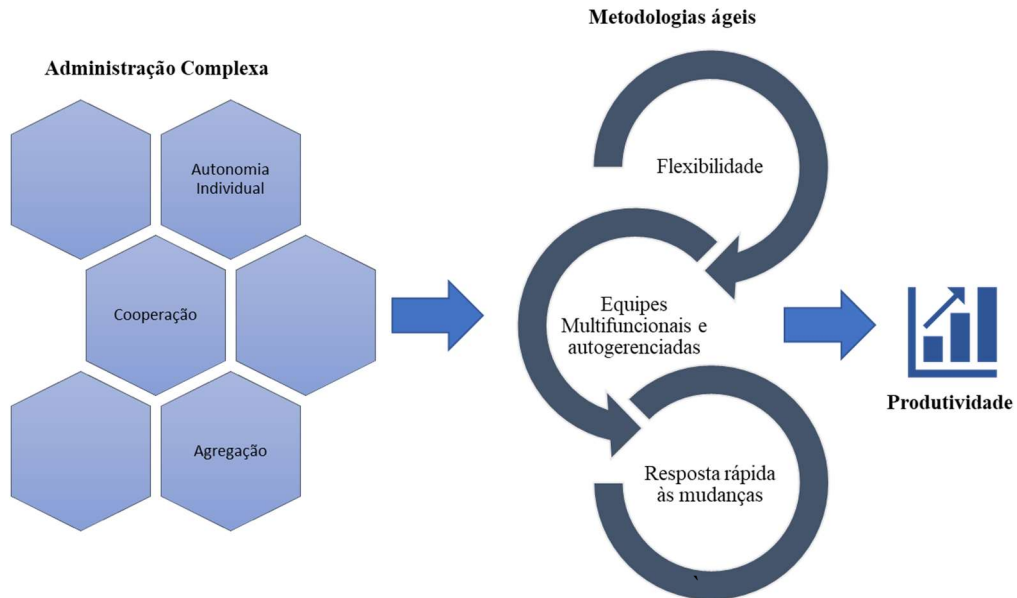 Administração Complexa
Autonomia
Individual
Cooperação
Agregação
Metodologias ágeis
Flexibilidade
Equipes
Multifuncionais e
autogerenciadas
Resposta rápida
às mudanças
`
Produtividade